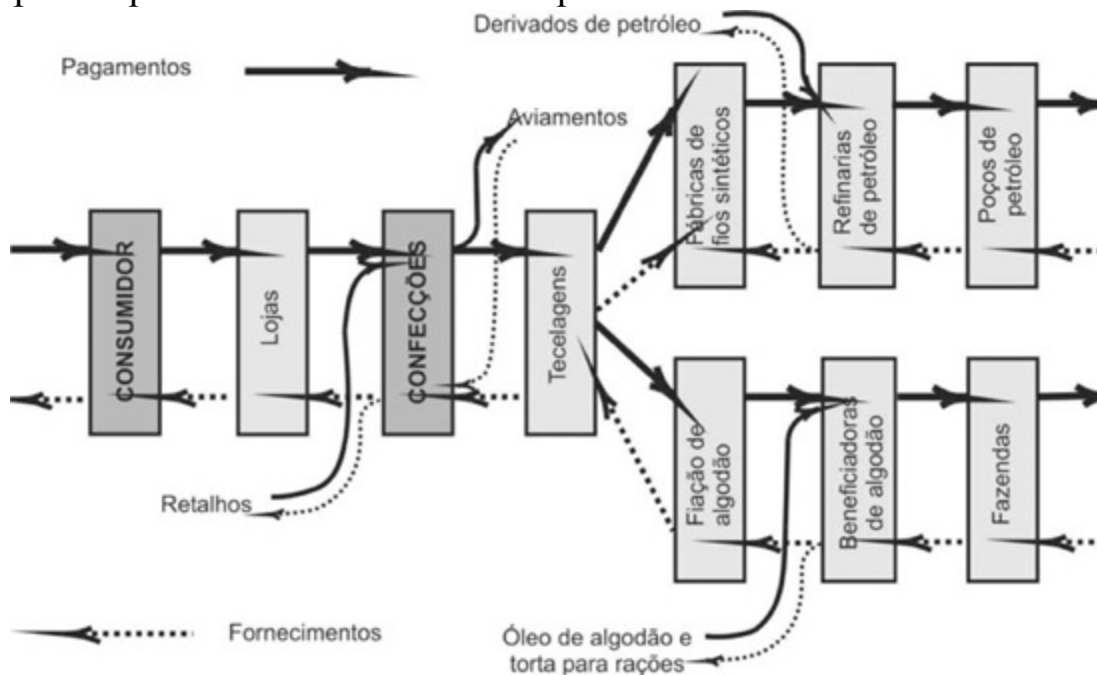 Derivados de petróleo
Pagamentos
Aviamentos
CONSUMIDOR
Lojas
CONFECÇÕES
Tecelagens
Fábricas de
fios sintéticos
Refinarias
de petróleo
Poços de
petróleo
Fiação de
algodão
Beneficiadoras
de algodão
Fazendas
Retalhos
Fornecimentos
Óleo de algodão e
torta para rações